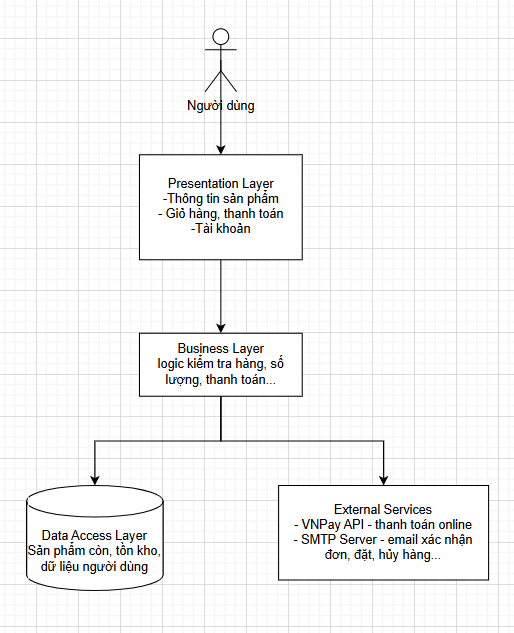 Người dùng
Presentation Layer
-Thông tin sản phẩm
- Giỏ hàng, thanh toán
-Tài khoản
Business Layer
logic kiểm tra hàng, số
lượng, thanh toán...
Data Access Layer
Sản phẩm còn, tồn kho,
dữ liệu người dùng
External Services
- VNPay API - thanh toán online
- SMTP Server - email xác nhận
đơn, đặt, hủy hàng...